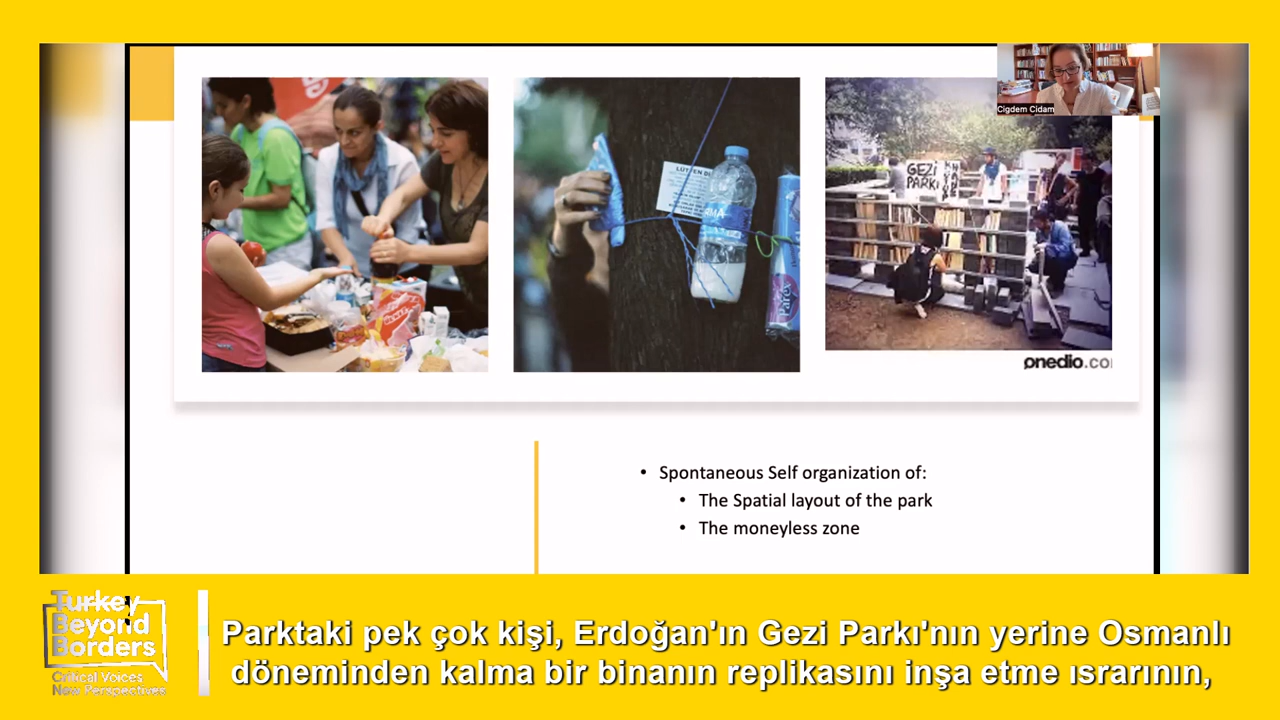 Cigdem Cidam
GEZİ
PARKI
onedio.co
• Spontaneous Self organization of:
• The Spatial layout of the park
• The moneyless zone
Turkey
Beyond
Borders
Critical Voices
New Perspectives
Parktaki pek çok kişi, Erdoğan'ın Gezi Parkı'nın yerine Osmanlı
döneminden kalma bir binanın replikasını inşa etme ısrarının,